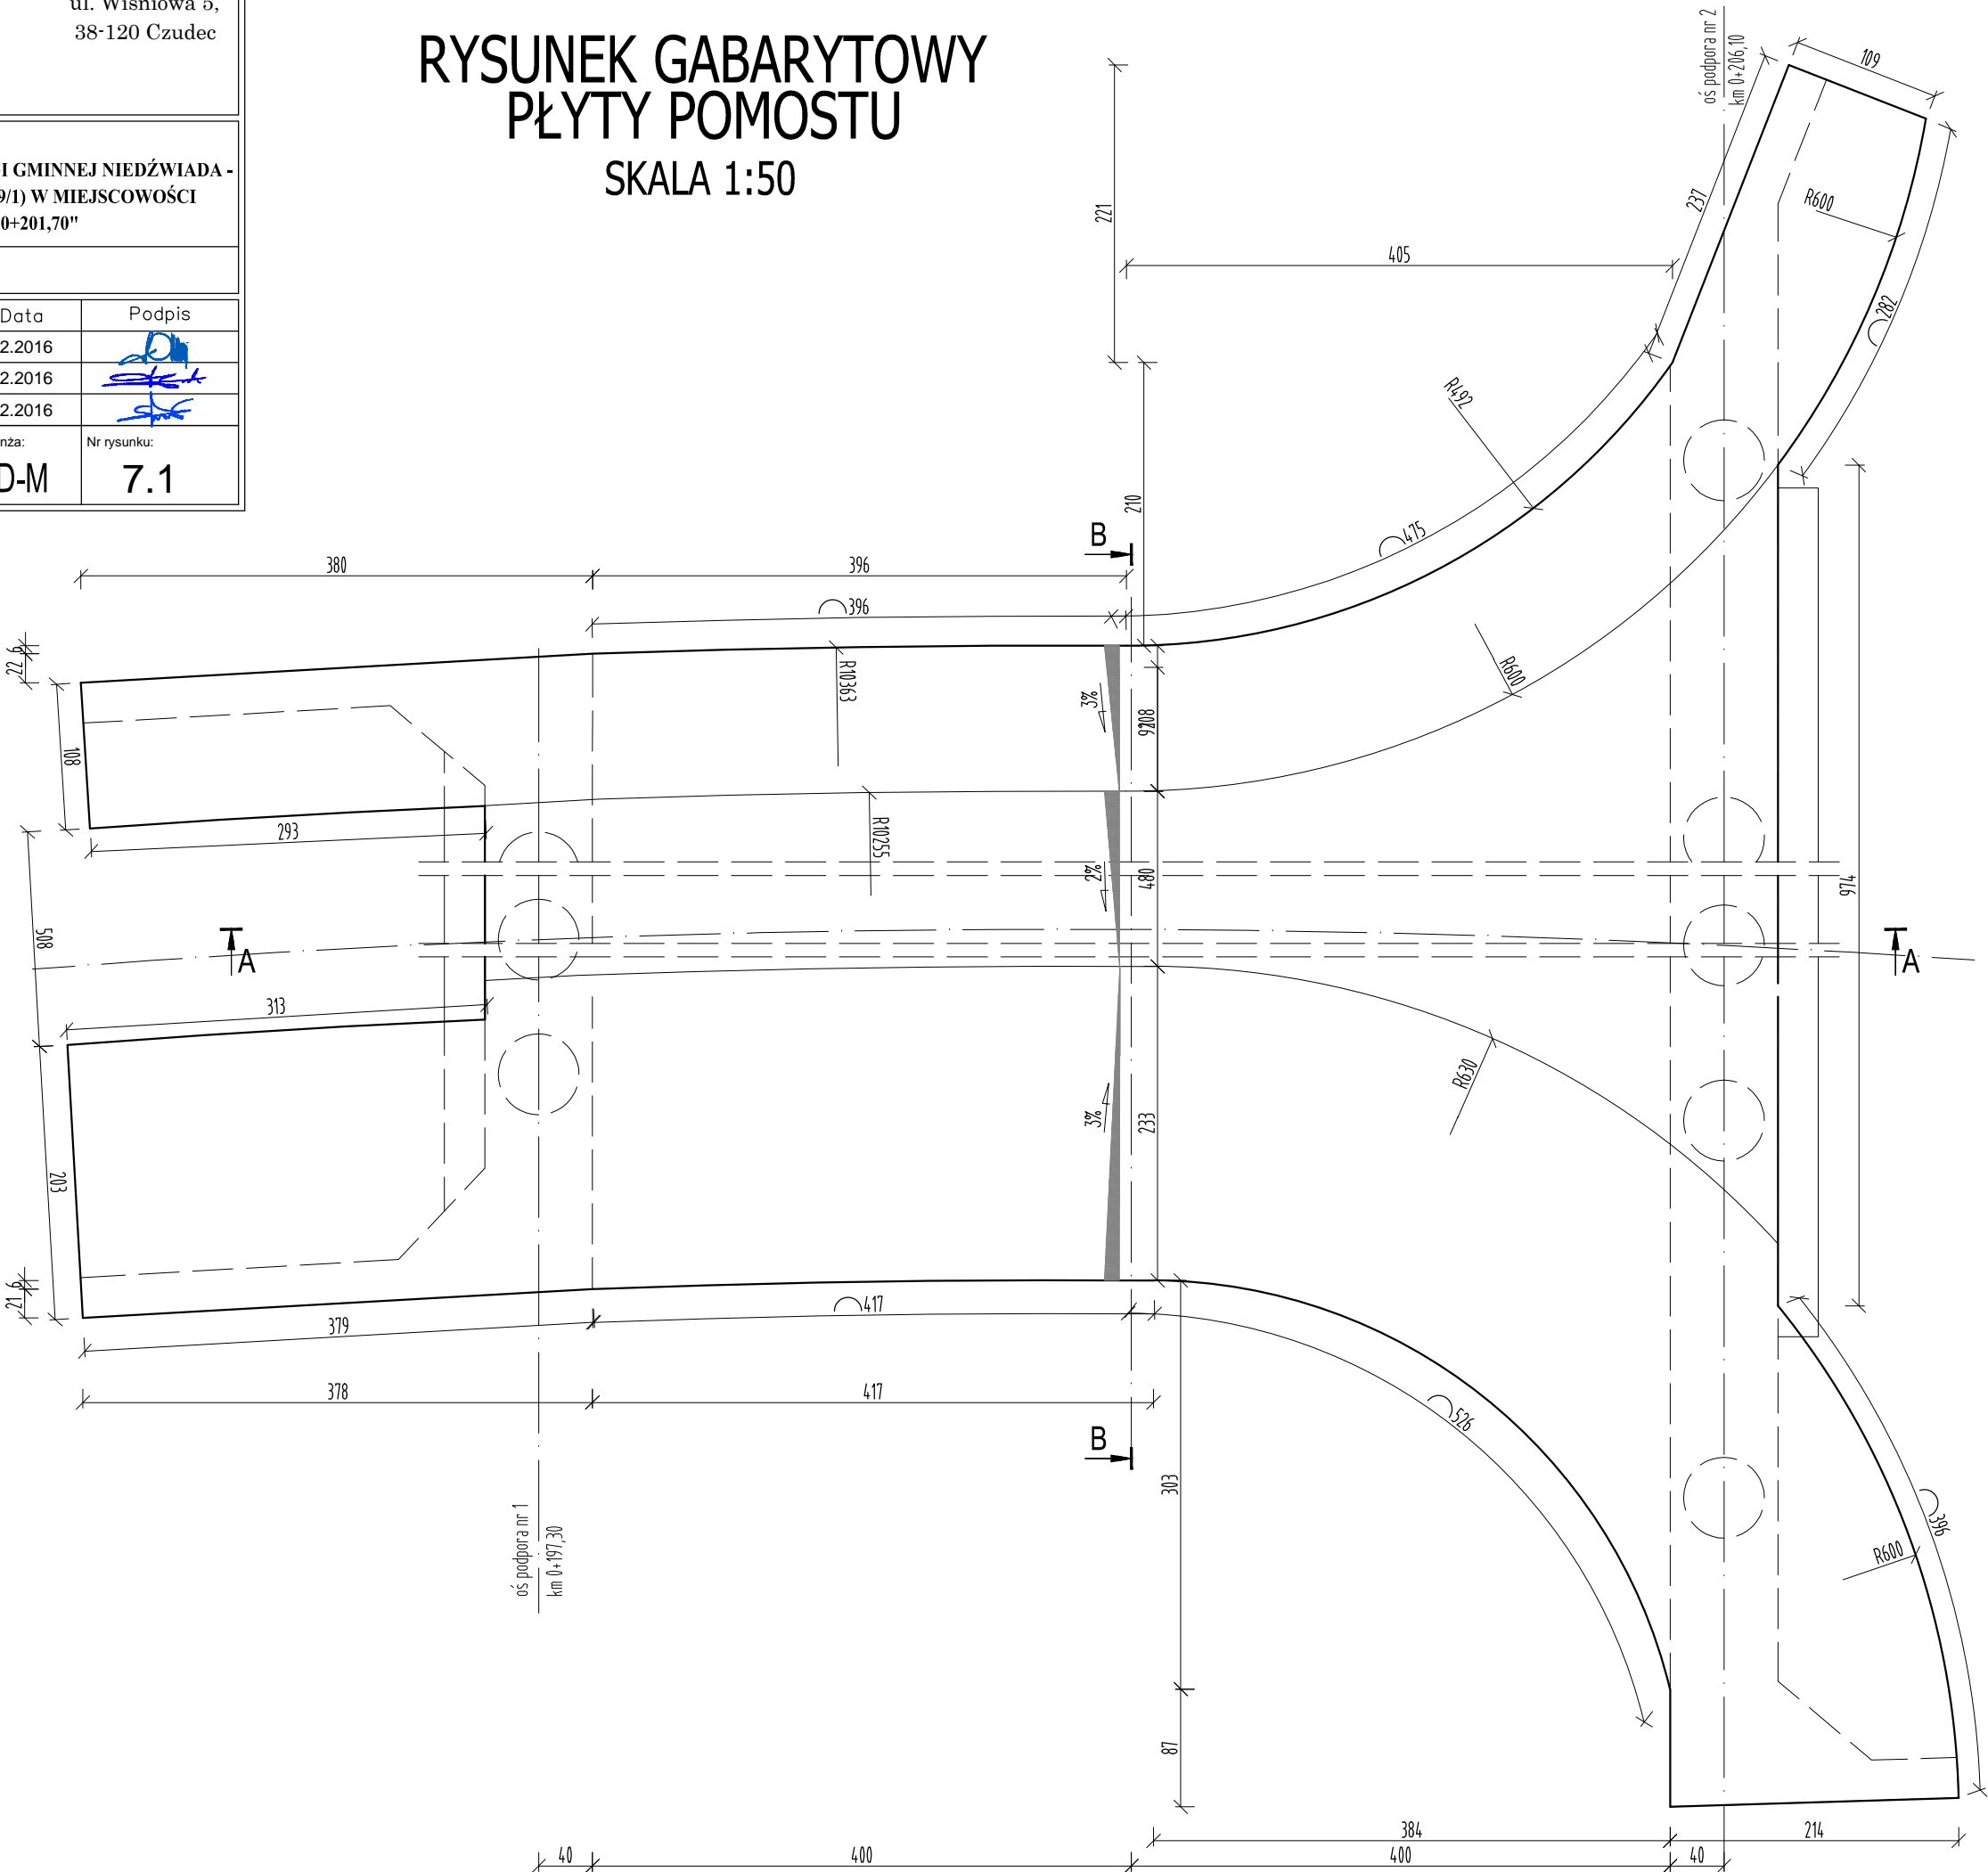 ul. Wiśniowa 5,
38-120 Czudec
I GMINNEJ NIEDŹWIADA -
9/1) W MIEJSCOWOŚCI
0+201,70"
Data
Podpis
2.2016
2.2016
2.2016
nża:
D-M
Nr rysunku:
7.1
RYSUNEK GABARYTOWY
PŁYTY POMOSTU
SKALA 1:50
oś podpora nr 2
km 0+206,10
109
237
R600
282
221
405
R492
210
475
B
380
396
396
22 6
108
R10363
3%
R600
293
R10255
2%
480
974
508
A
A
313
R630
203
3%
233
21 6
417
379
378
417
526
B
303
396
R600
oś podpora nr 1
km 0+197,30
87
384
214
40
400
400
40